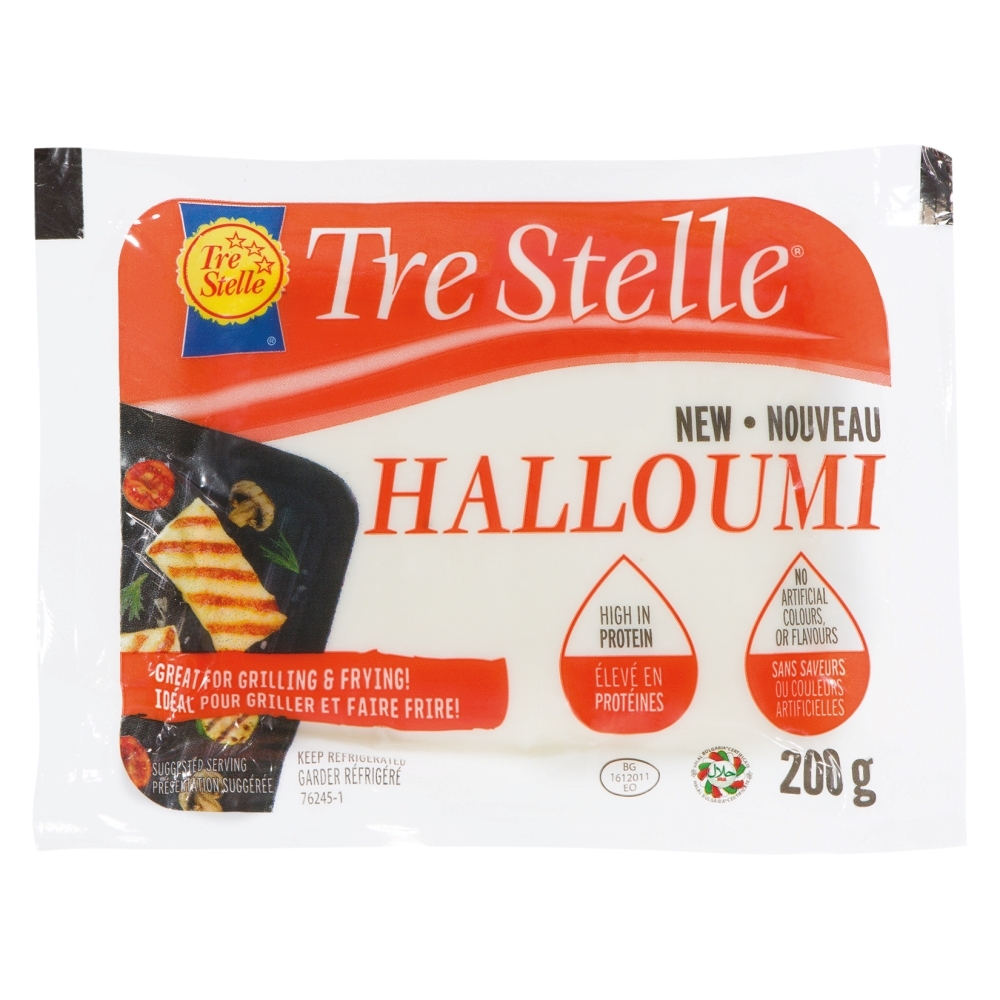 Tre
Stelle
®
Tre Stelle®
NEW • NOUVEAU
HALLOUMI
HIGH IN
PROTEIN
ÉLEVÉ EN
PROTÉINES
NO
ARTIFICIAL
COLOURS,
OR FLAVOURS
SANS SAVEURS
OU COULEURS
ARTIFICIELLES
GREAT FOR GRILLING & FRYING!
IDÉAL POUR GRILLER ET FAIRE FRIRE!
SUGGESTED SERVING
PRÉSENTATION SUGGÉRÉE
KEEP REFRIGERATED
GARDER RÉFRIGÉRÉ
76245-1
BG
1612011
EO
حلال
200 g